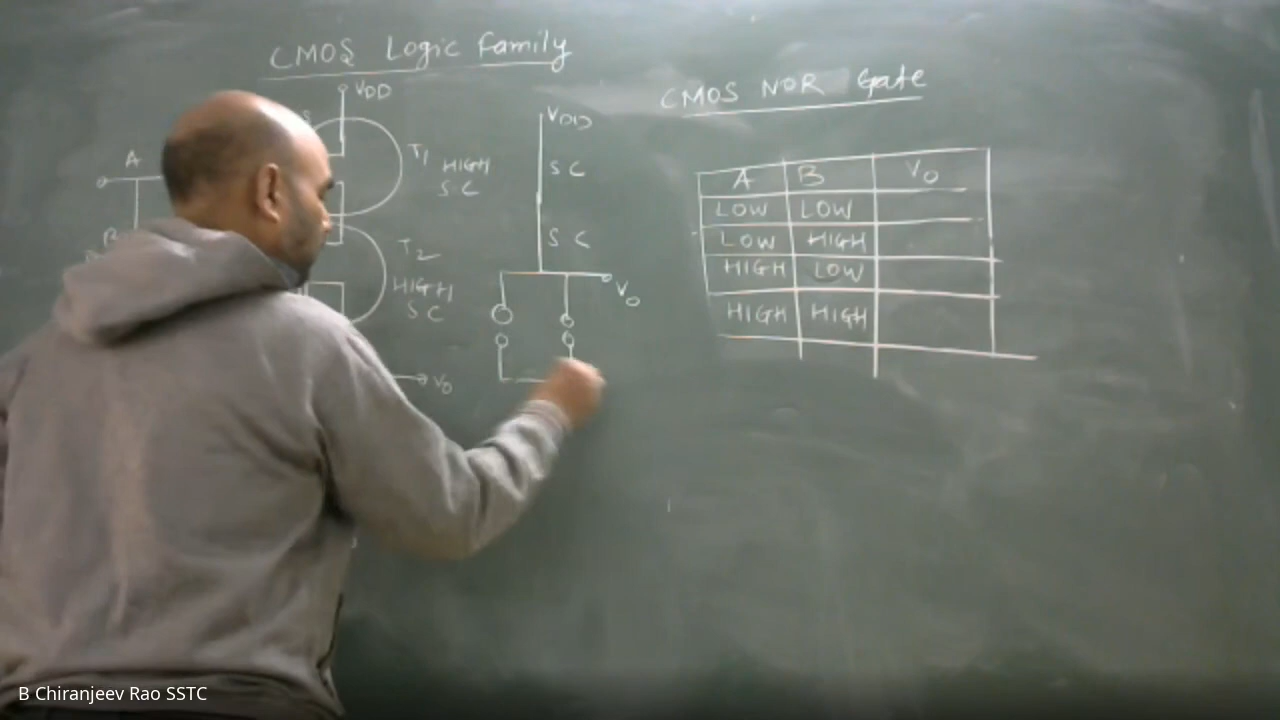 CMOS Logic Family
VDD
S
A
T1 HIGH
S C
B
T2
HIGH
S C
V0
VDD
S C
S C
V0
CMOS NOR Gate
A B V0
LOW LOW
LOW HIGH
HIGH LOW
HIGH HIGH
B Chiranjeev Rao SSTC